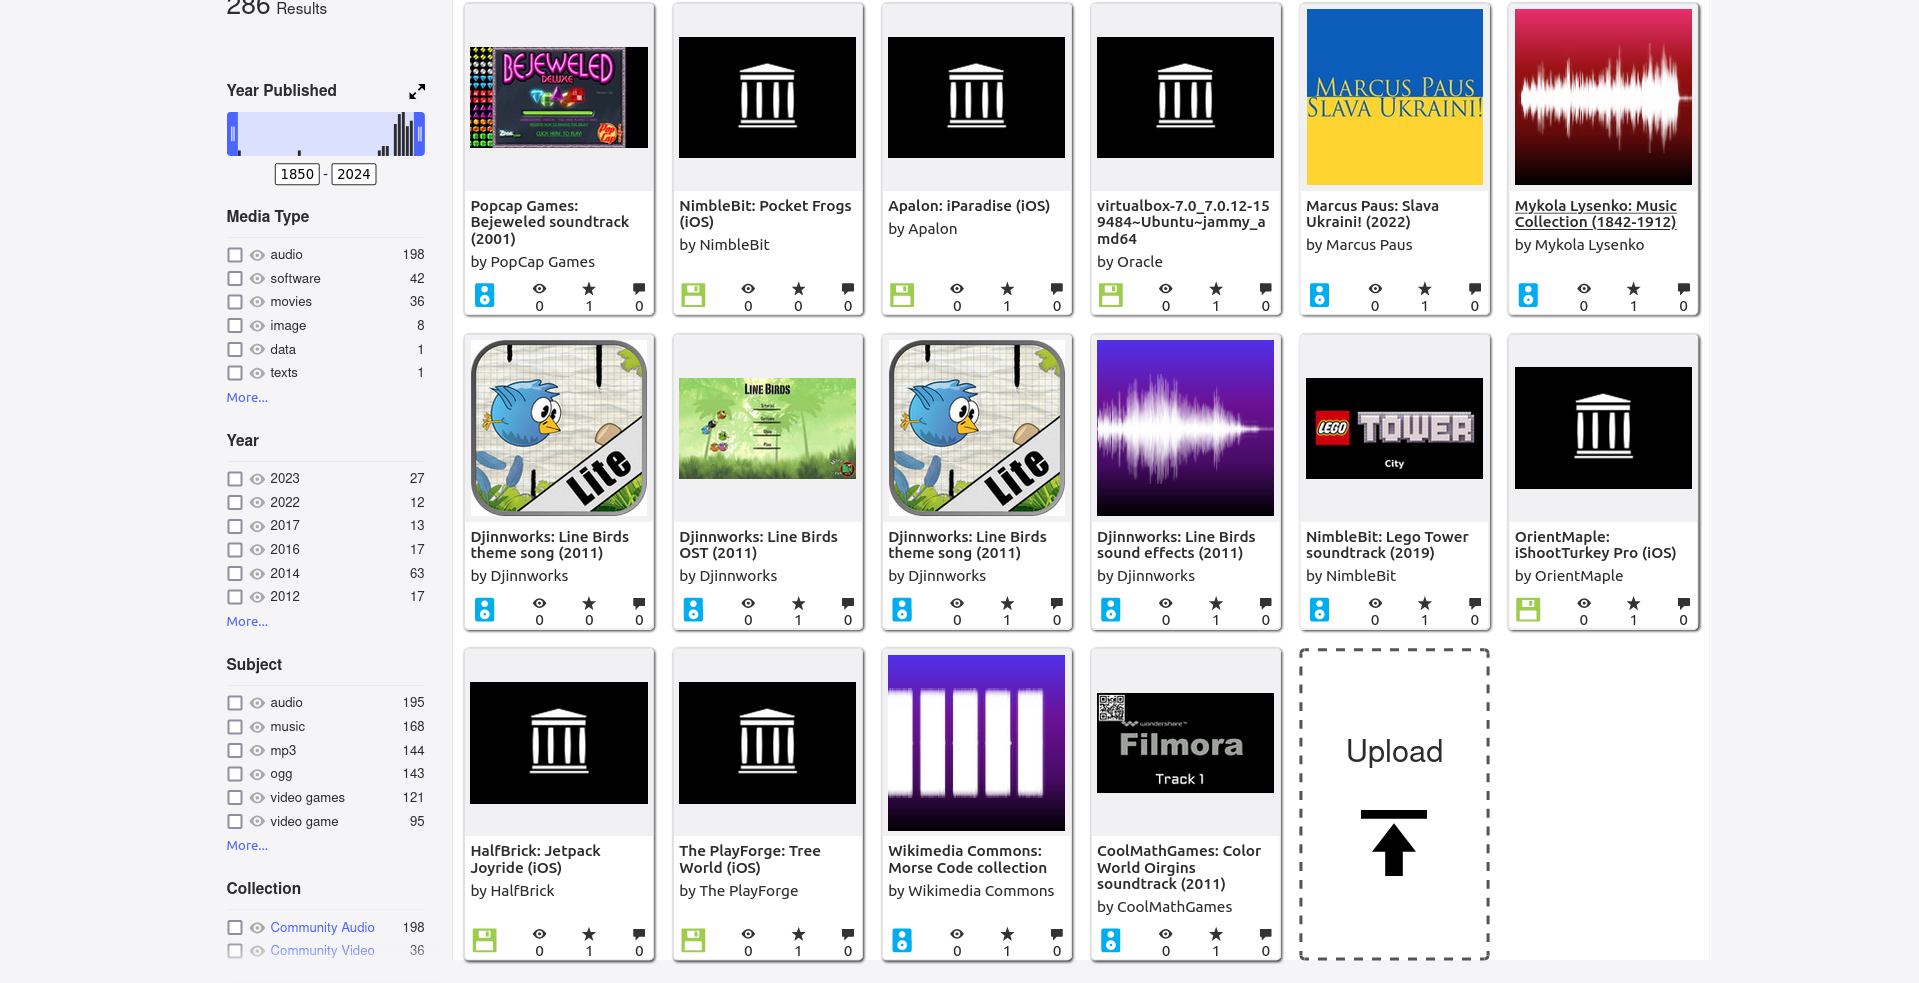 286 Results
Year Published
1850 - 2024
Media Type
audio 198
software 42
movies 36
image 8
data 1
texts 1
More...
Year
2023 27
2022 12
2017 13
2016 17
2014 63
2012 17
More...
Subject
audio 195
music 168
mp3 144
ogg 143
video games 121
video game 95
More...
Collection
Community Audio 198
Community Video 36
BEJEWELED
DELUXE
CLICK HERE TO PLAY!
Popcap Games:
Bejeweled soundtrack
(2001)
by PopCap Games
0 1 0
NimbleBit: Pocket Frogs
(iOS)
by NimbleBit
0 0 0
Apalon: iParadise (iOS)
by Apalon
0 1 0
virtualbox-7.0_7.0.12-15
9484~Ubuntu~jammy_a
md64
by Oracle
0 1 0
MARCUS PAUS
SLAVA UKRAINI!
Marcus Paus: Slava
Ukraini! (2022)
by Marcus Paus
0 1 0
Mykola Lysenko: Music
Collection (1842-1912)
by Mykola Lysenko
0 1 0
Lite
Djinnworks: Line Birds
theme song (2011)
by Djinnworks
0 0 0
LINE BIRDS
Djinnworks: Line Birds
OST (2011)
by Djinnworks
0 1 0
Lite
Djinnworks: Line Birds
theme song (2011)
by Djinnworks
0 1 0
Djinnworks: Line Birds
sound effects (2011)
by Djinnworks
0 1 0
LEGO TOWER
City
NimbleBit: Lego Tower
soundtrack (2019)
by NimbleBit
0 1 0
OrientMaple:
iShootTurkey Pro (iOS)
by OrientMaple
0 1 0
HalfBrick: Jetpack
Joyride (iOS)
by HalfBrick
0 1 0
The PlayForge: Tree
World (iOS)
by The PlayForge
0 1 0
Wikimedia Commons:
Morse Code collection
by Wikimedia Commons
0 1 0
wondershare™
Filmora
Track 1
CoolMathGames: Color
World Oirgins
soundtrack (2011)
by CoolMathGames
0 1 0
Upload